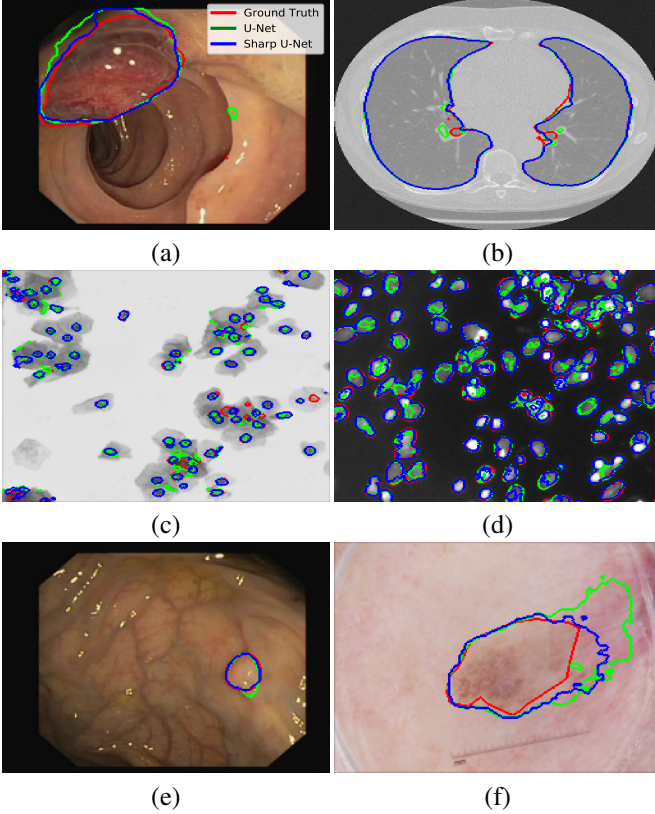 Ground Truth
U-Net
Sharp U-Net
(a)
(b)
(c)
(d)
(e)
(f)